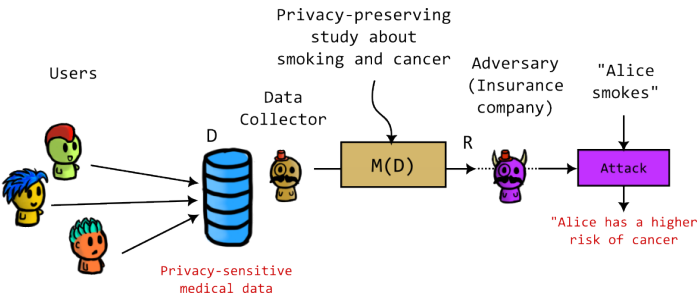 Privacy-preserving
study about
smoking and cancer
Users
Adversary
(Insurance
company)
"Alice
smokes"
Data
Collector
D
M(D)
R
Attack
"Alice has a higher
risk of cancer
Privacy-sensitive
medical data